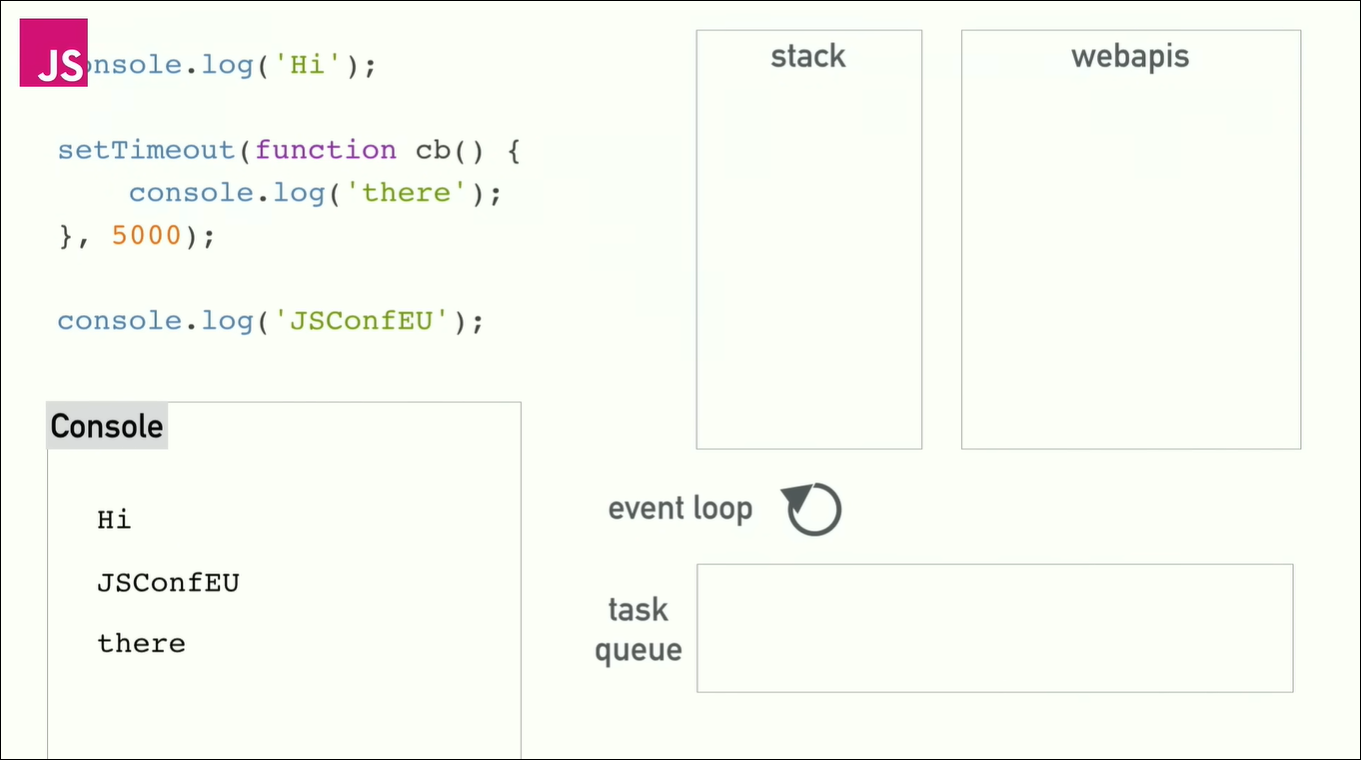 JS
onsole.log('Hi');
setTimeout(function cb() {
    console.log('there');
}, 5000);
console.log('JSConfEU');
Console
Hi
JSConfEU
there
stack
webapis
event loop
task
queue